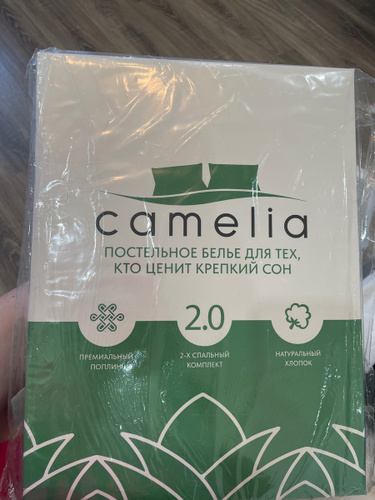 camelia
ПОСТЕЛЬНОЕ БЕЛЬЕ ДЛЯ ТЕХ,
КТО ЦЕНИТ КРЕПКИЙ СОН
2.0
ПРЕМИАЛЬНЫЙ
ПОПЛИН
2-Х СПАЛЬНЫЙ
КОМПЛЕКТ
НАТУРАЛЬНЫЙ
ХЛОПОК